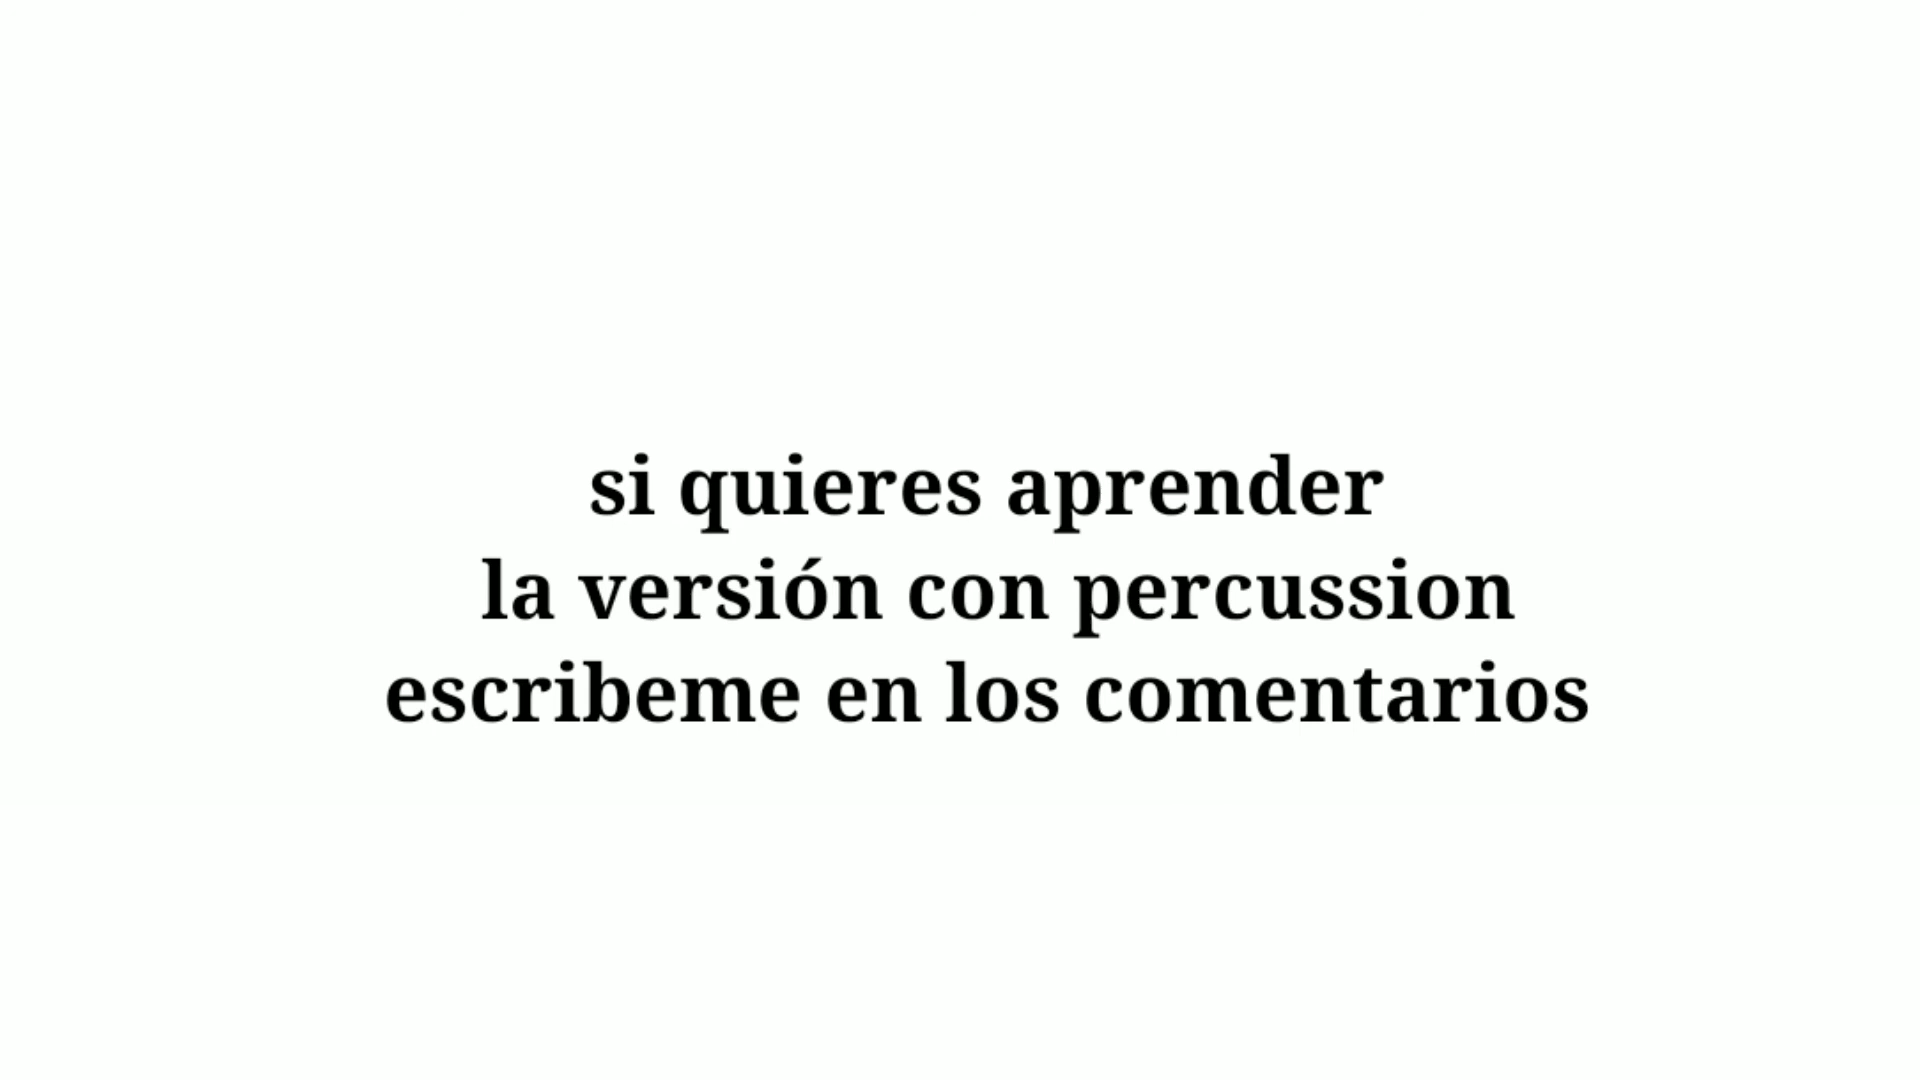 si quieres aprender
la versión con percussion
escribeme en los comentarios